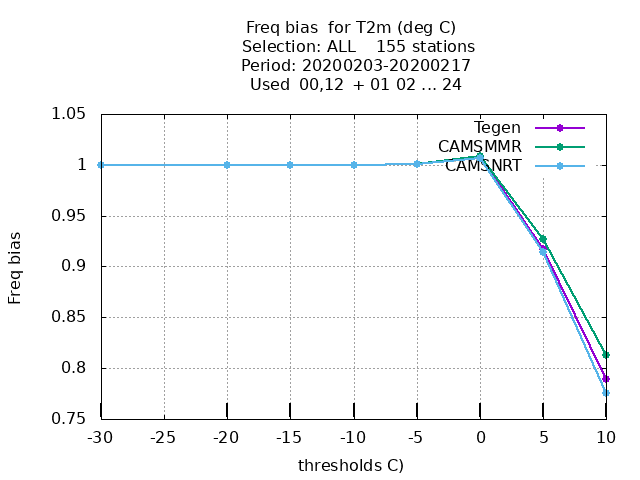 Freq bias  for T2m (deg C)
Selection: ALL    155 stations
Period: 20200203-20200217
Used  00,12  + 01 02 ... 24
Tegen
CAMSMMR
CAMSNRT
1.05
1
0.95
0.9
0.85
0.8
0.75
Freq bias
-30 -25 -20 -15 -10 -5 0 5 10
thresholds C)